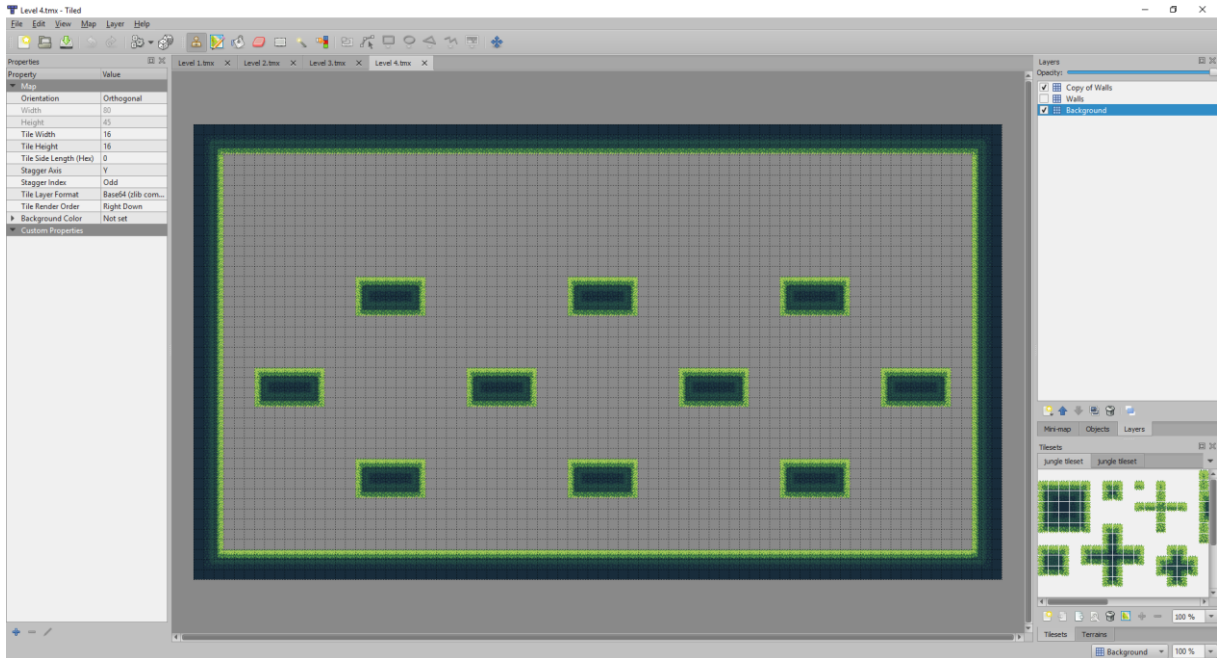 Level 4.tmx - Tiled
File Edit View Map Layer Help
Properties
Property Value
Map
Orientation Orthogonal
Width 80
Height 45
Tile Width 16
Tile Height 16
Tile Side Length (Hex) 0
Stagger Axis Y
Stagger Index Odd
Tile Layer Format Base64 (zlib com...
Tile Render Order Right Down
Background Color Not set
Custom Properties
Level 1.tmx Level 2.tmx Level 3.tmx Level 4.tmx
Layers
Opacity:
Copy of Walls
Walls
Background
Mini-map Objects Layers
Tilesets
jungle tileset jungle tileset
100 %
Tilesets Terrains
Background 100 %